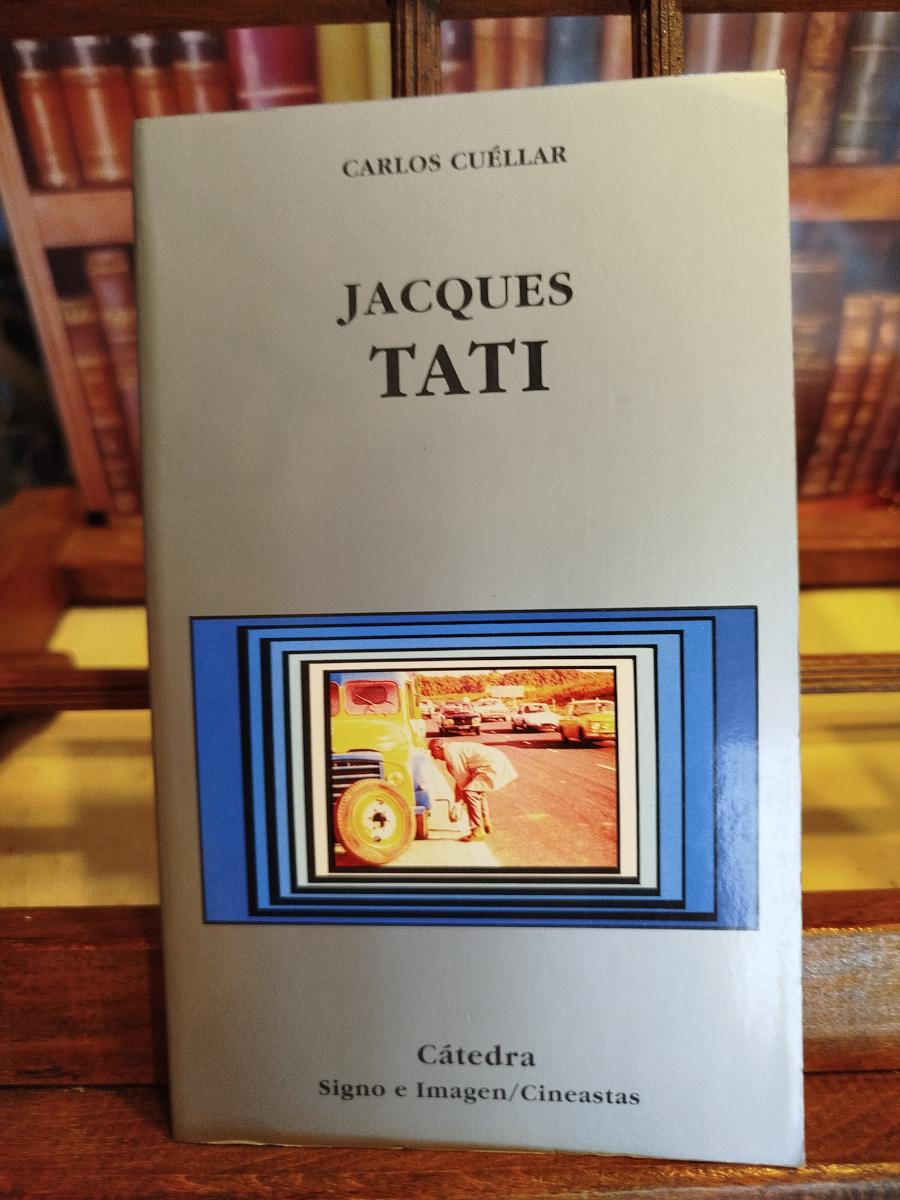 CARLOS CUÉLLAR
JACQUES
TATI
Cátedra
Signo e Imagen/Cineastas